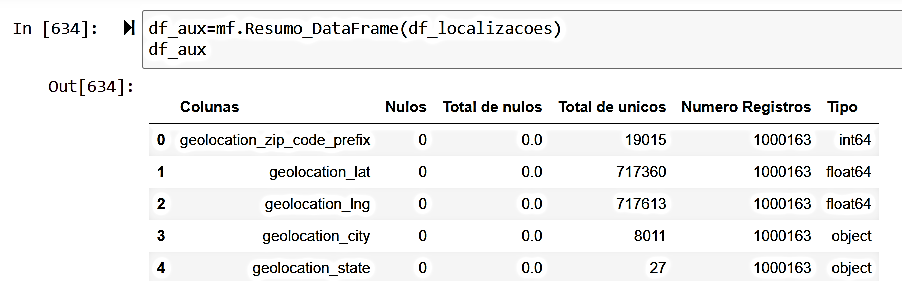 In [634]: df_aux=mf.Resumo_DataFrame(df_localizacoes)
df_aux
Out[634]:
Colunas Nulos Total de nulos Total de unicos Numero Registros Tipo
0 geolocation_zip_code_prefix 0 0.0 19015 1000163 int64
1 geolocation_lat 0 0.0 717360 1000163 float64
2 geolocation_lng 0 0.0 717613 1000163 float64
3 geolocation_city 0 0.0 8011 1000163 object
4 geolocation_state 0 0.0 27 1000163 object